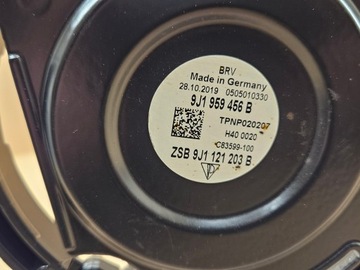 BRV
Made in Germany
28.10.2019 0505010330
9J1 959 456 B
TPNP020207
H40 0020
C83599-100
ZSB 9J1 121 203 B